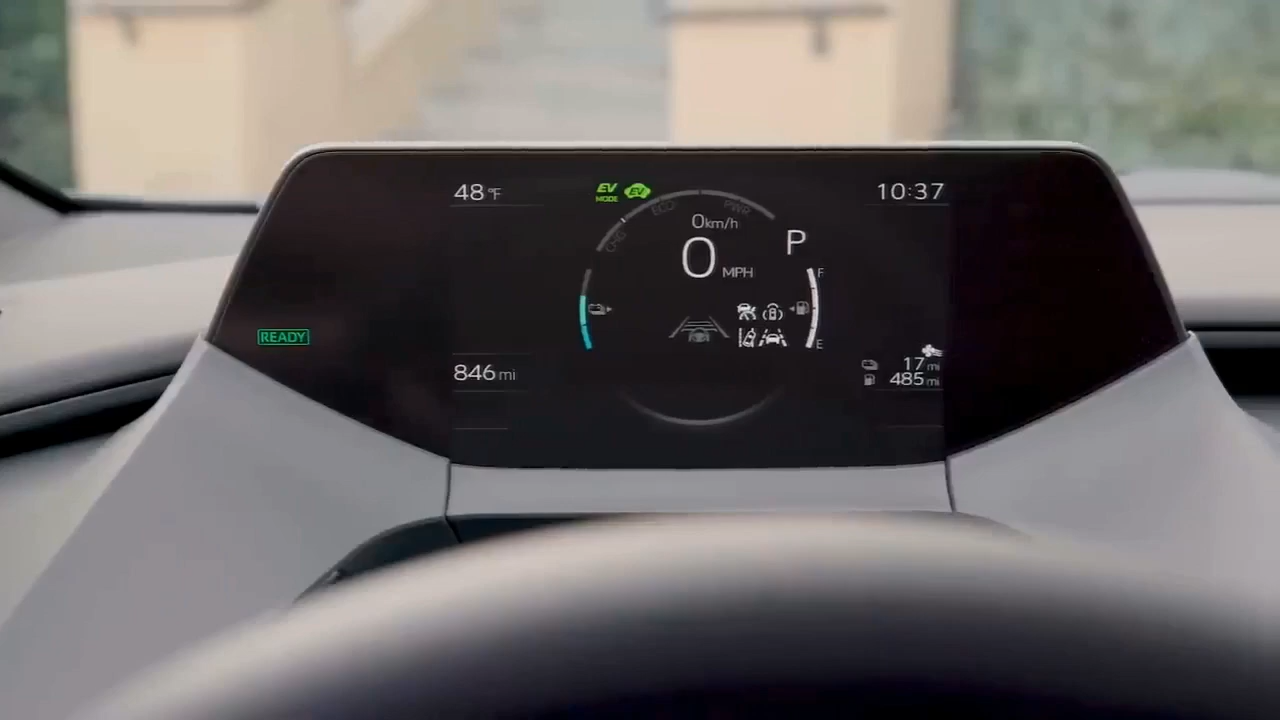 48 °F
EV MODE
EV
10:37
CHG
ECO
PWR
0km/h
P
0 MPH
F
READY
E
846 mi
17 mi
485 mi